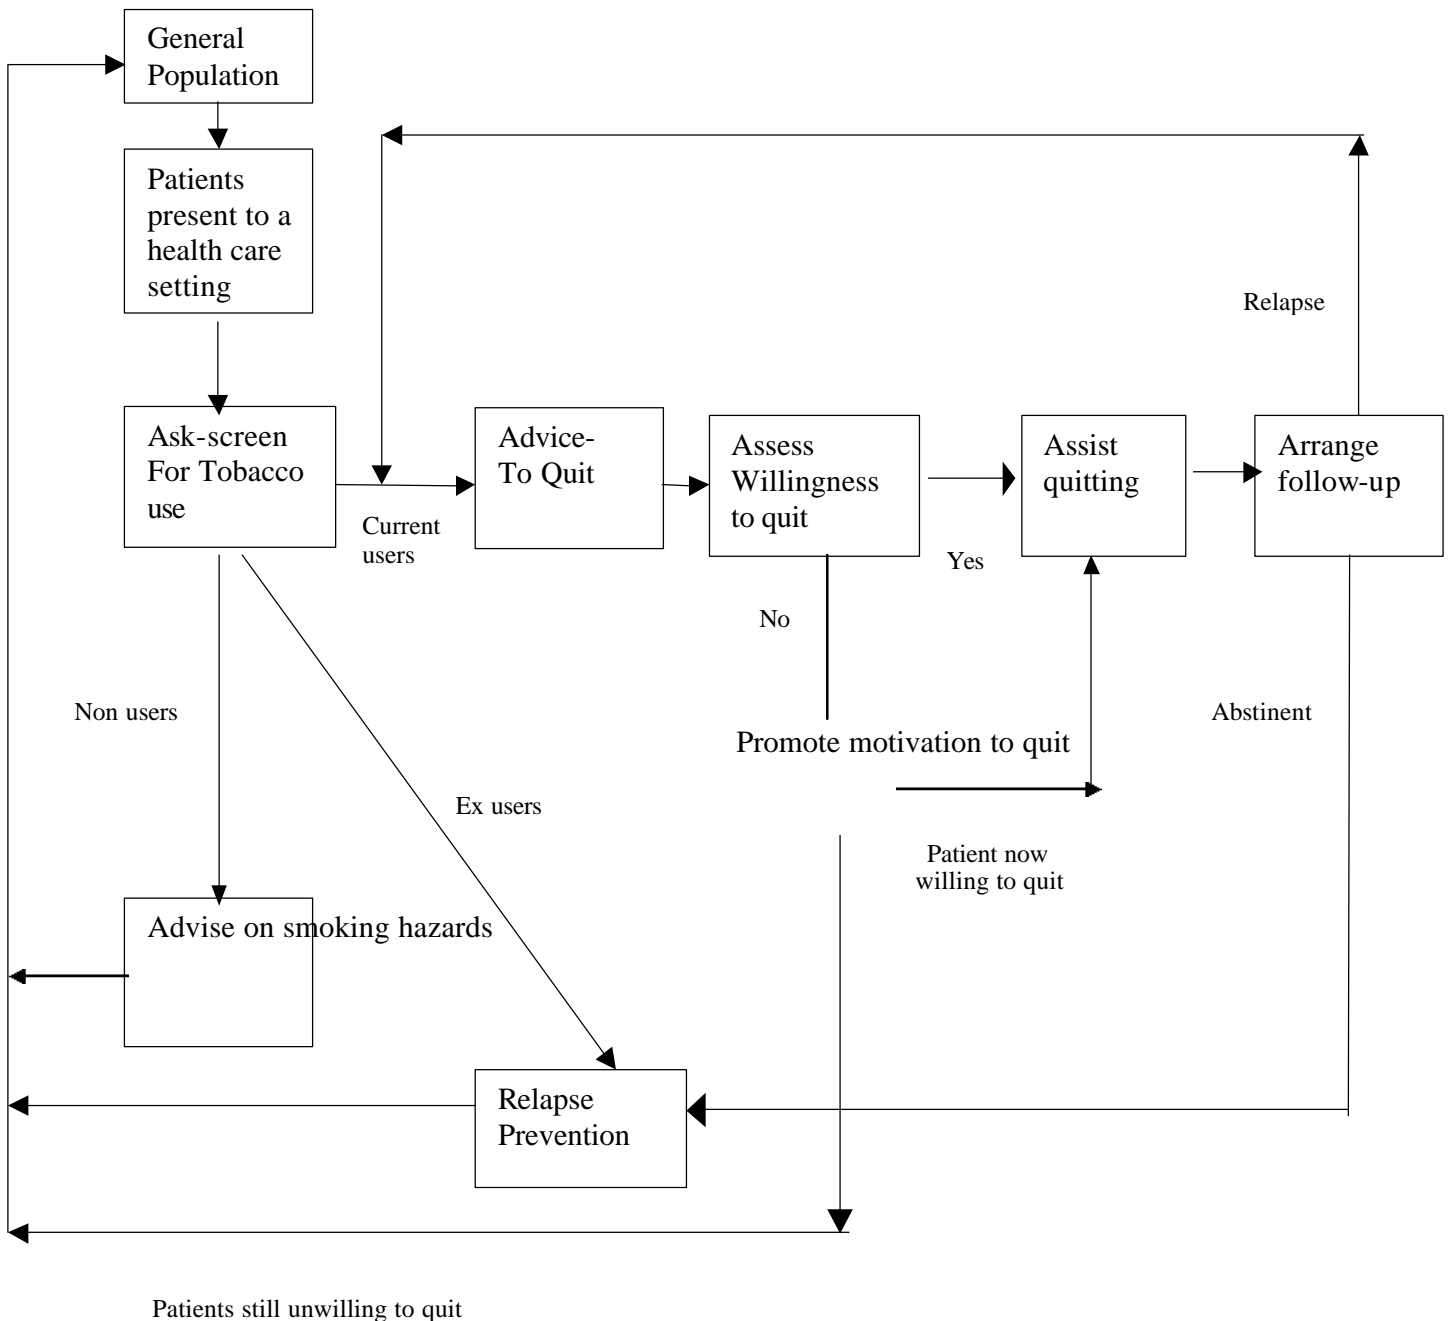 General
Population
Patients
present to a
health care
setting
Relapse
Ask-screen
For Tobacco
use
Current
users
Advice-
To Quit
Assess
Willingness
to quit
Yes
No
Assist
quitting
Arrange
follow-up
Non users
Ex users
Promote motivation to quit
Patient now
willing to quit
Abstinent
Advise on smoking hazards
Relapse
Prevention
Patients still unwilling to quit